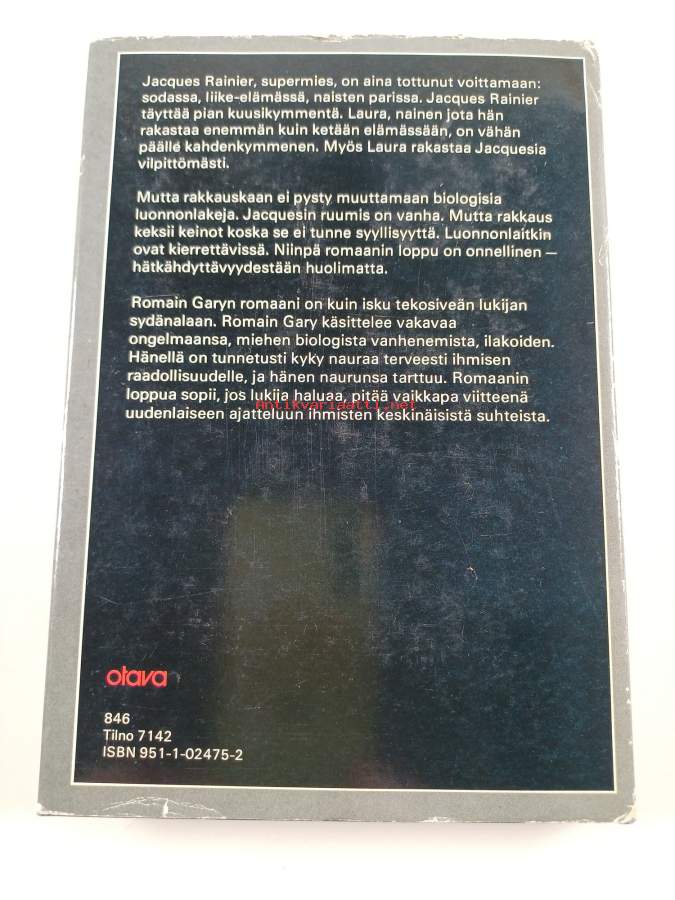 Jacques Rainier, supermies, on aina tottunut voittamaan:
sodassa, liike-elämässä, naisten parissa. Jacques Rainier
täyttää pian kuusikymmentä. Laura, nainen jota hän
rakastaa enemmän kuin ketään elämässään, on vähän
päälle kahdenkymmenen. Myös Laura rakastaa Jacquesia
vilpittömästi.
Mutta rakkauskaan ei pysty muuttamaan biologisia
luonnonlakeja. Jacquesin ruumis on vanha. Mutta rakkaus
keksii keinot koska se ei tunne syyllisyyttä. Luonnonlaitkin
ovat kierrettävissä. Niinpä romaanin loppu on onnellinen —
hätkähdyttävyydestään huolimatta.
Romain Garyn romaani on kuin isku tekosiveän lukijan
sydänalaan. Romain Gary käsittelee vakavaa
ongelmaansa, miehen biologista vanhenemista, ilakoiden.
Hänellä on tunnetusti kyky nauraa terveesti ihmisen
raadollisuudelle, ja hänen naurunsa tarttuu. Romaanin
loppua sopii, jos lukija haluaa, pitää vaikkapa viitteenä
Antikvariaatti.net
uudenlaiseen ajatteluun ihmisten keskinäisistä suhteista.
otava
846
Tilno 7142
ISBN 951-1-02475-2